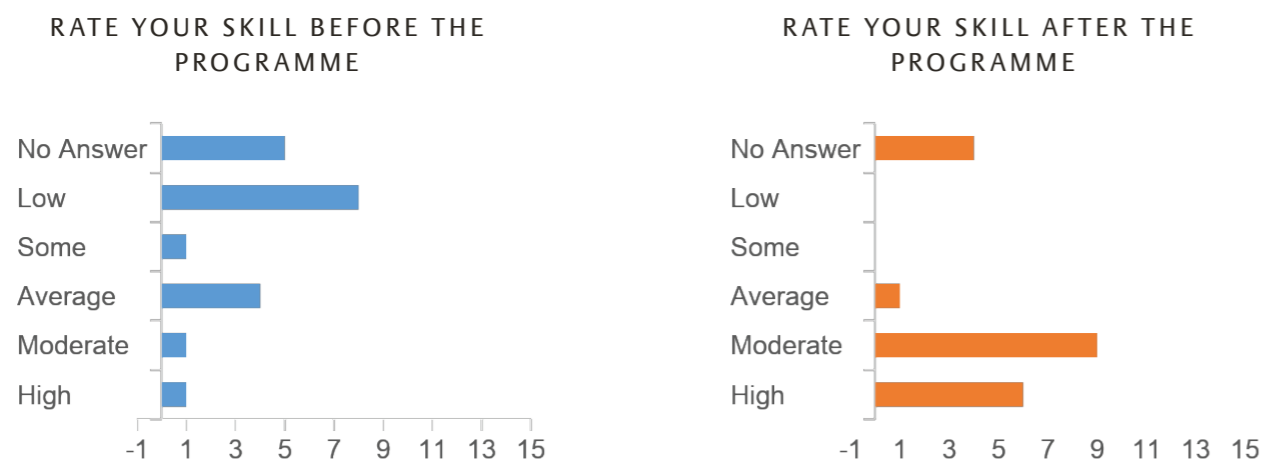 RATE YOUR SKILL BEFORE THE
PROGRAMME
No Answer
Low
Some
Average
Moderate
High
-1 1 3 5 7 9 11 13 15
RATE YOUR SKILL AFTER THE
PROGRAMME
No Answer
Low
Some
Average
Moderate
High
-1 1 3 5 7 9 11 13 15